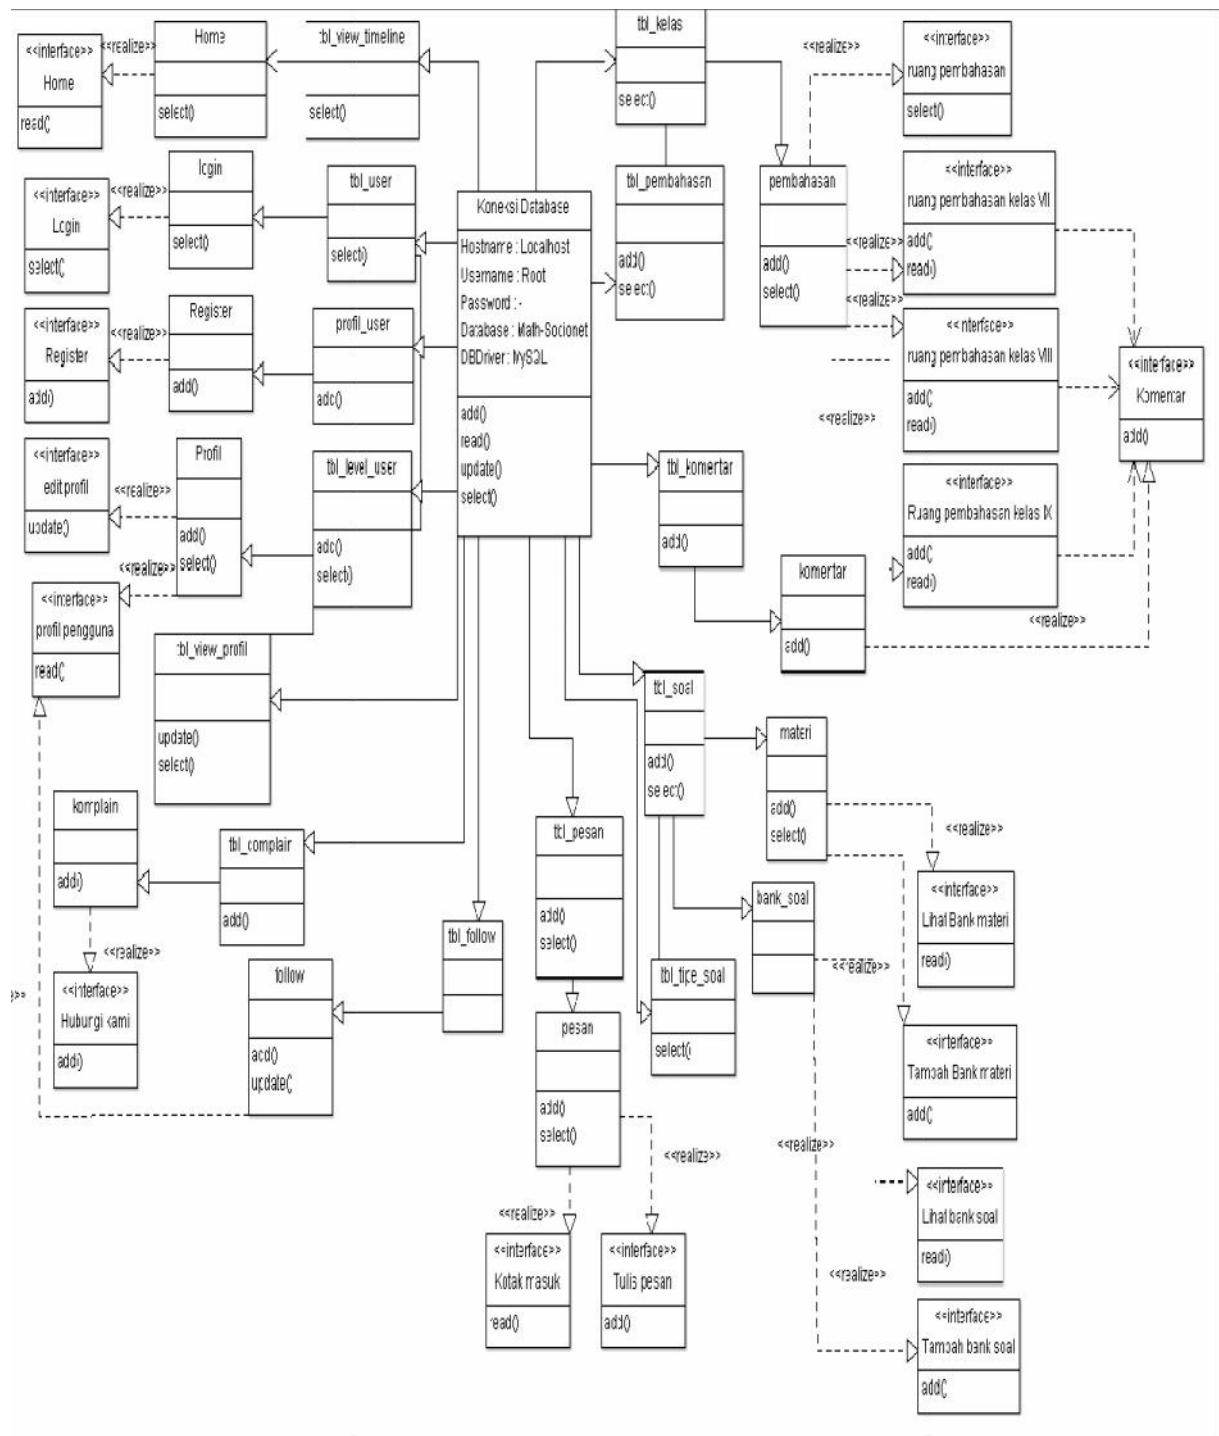 <<interface>>
Home
read()
<<realize>>
Home
select()
tbl_view_timeline
select()
tbl_kelas
select()
<<realize>>
<<interface>>
ruang pembahasan
select()
<<interface>>
Login
select()
<<realize>>
login
select()
tbl_user
select()
Koneksi Database
Hostname : Localhost
Username : Root
Password : -
Database : Math-Socionet
DBDriver : MySQL
add()
read()
update()
select()
tbl_pembahasan
add()
select()
pembahasan
add()
select()
<<realize>>
<<realize>>
<<interface>>
ruang pembahasan kelas VII
add()
read()
<<interface>>
Register
add()
<<realize>>
Register
add()
profil_user
add()
<<interface>>
ruang pembahasan kelas VIII
add()
read()
<<realize>>
<<interface>>
Komentar
add()
<<interface>>
edit profil
update()
<<realize>>
<<realize>>
Profil
add()
select()
tbl_level_user
add()
select()
tbl_komentar
add()
komentar
add()
<<interface>>
Ruang pembahasan kelas IX
add()
read()
<<realize>>
<<interface>>
profil pengguna
read()
tbl_view_profil
update()
select()
tbl_soal
add()
select()
materi
add()
select()
<<realize>>
komplain
add()
tbl_complain
add()
tbl_pesan
add()
select()
bank_soal
<<realize>>
<<interface>>
Lihat Bank materi
read()
<<realize>>
<<interface>>
Hubungi kami
add()
follow
add()
update()
tbl_follow
pesan
add()
select()
tbl_tipe_soal
select()
<<interface>>
Tambah Bank materi
add()
<<realize>>
<<realize>>
<<interface>>
Lihat bank soal
read()
<<realize>>
<<interface>>
Kotak masuk
read()
<<interface>>
Tulis pesan
add()
<<realize>>
<<interface>>
Tambah bank soal
add()